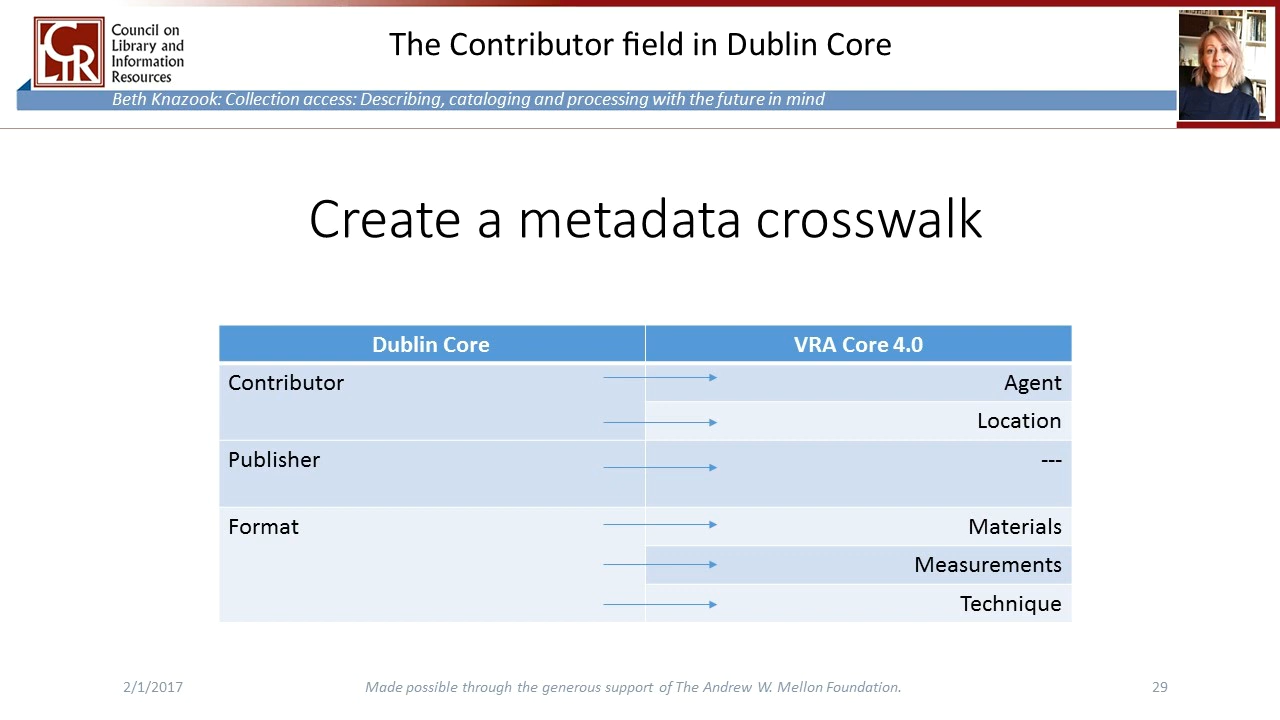 CLIR
Council on
Library and
Information
Resources
The Contributor field in Dublin Core
Beth Knazook: Collection access: Describing, cataloging and processing with the future in mind
Create a metadata crosswalk
Dublin Core VRA Core 4.0
Contributor Agent
Location
Publisher ---
Format Materials
Measurements
Technique
2/1/2017 Made possible through the generous support of The Andrew W. Mellon Foundation. 29